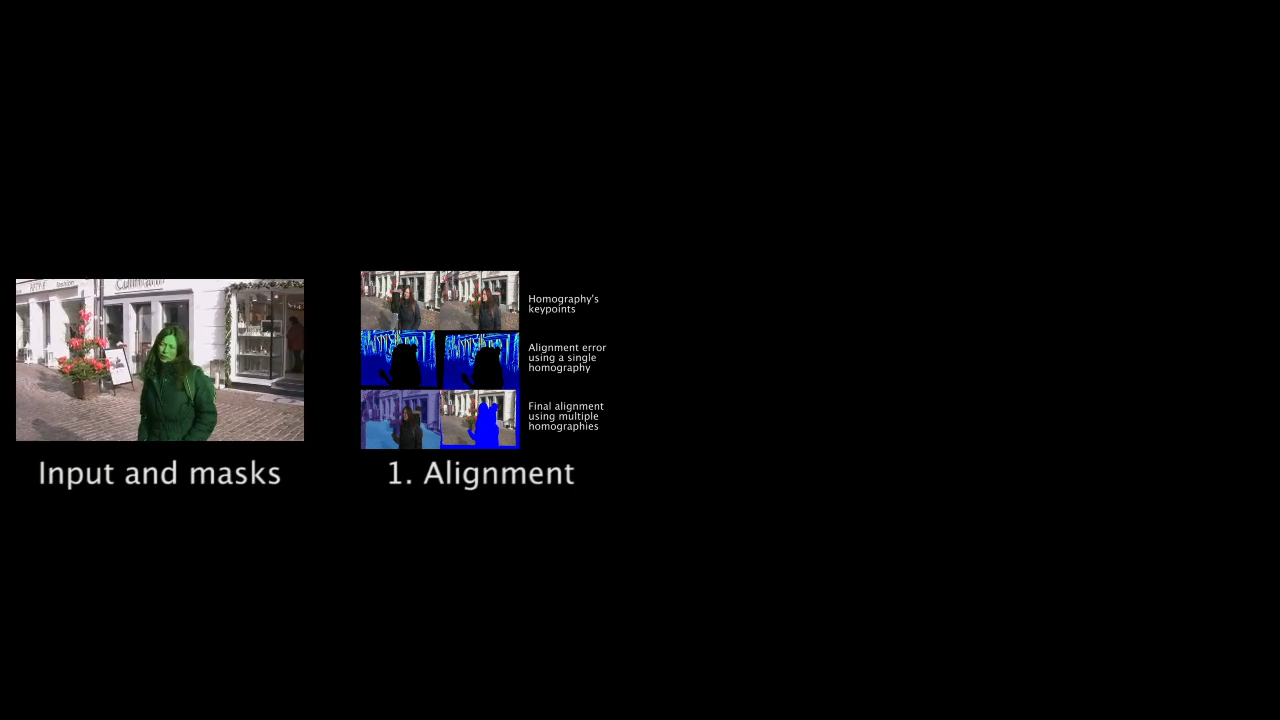 Homography's
keypoints
Alignment error
using a single
homography
Final alignment
using multiple
homographies
Input and masks
1. Alignment